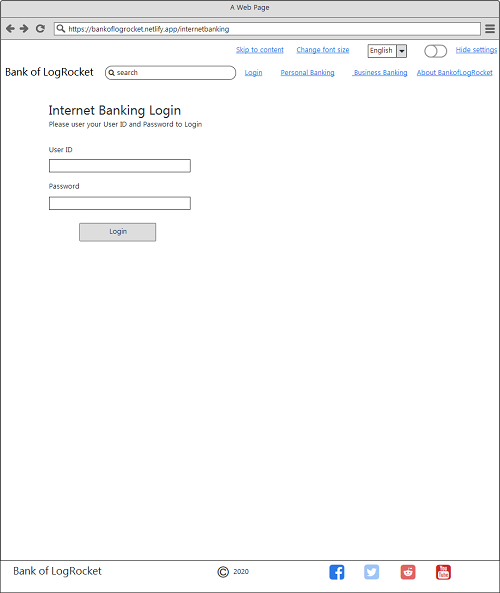 A Web Page
https://bankoflogrocket.netlify.app/internetbanking
Skip to content Change font size English Hide settings
Bank of LogRocket search Login Personal Banking Business Banking About BankofLogRocket
Internet Banking Login
Please user your User ID and Password to Login
User ID
Password
Login
Bank of LogRocket © 2020 You Tube